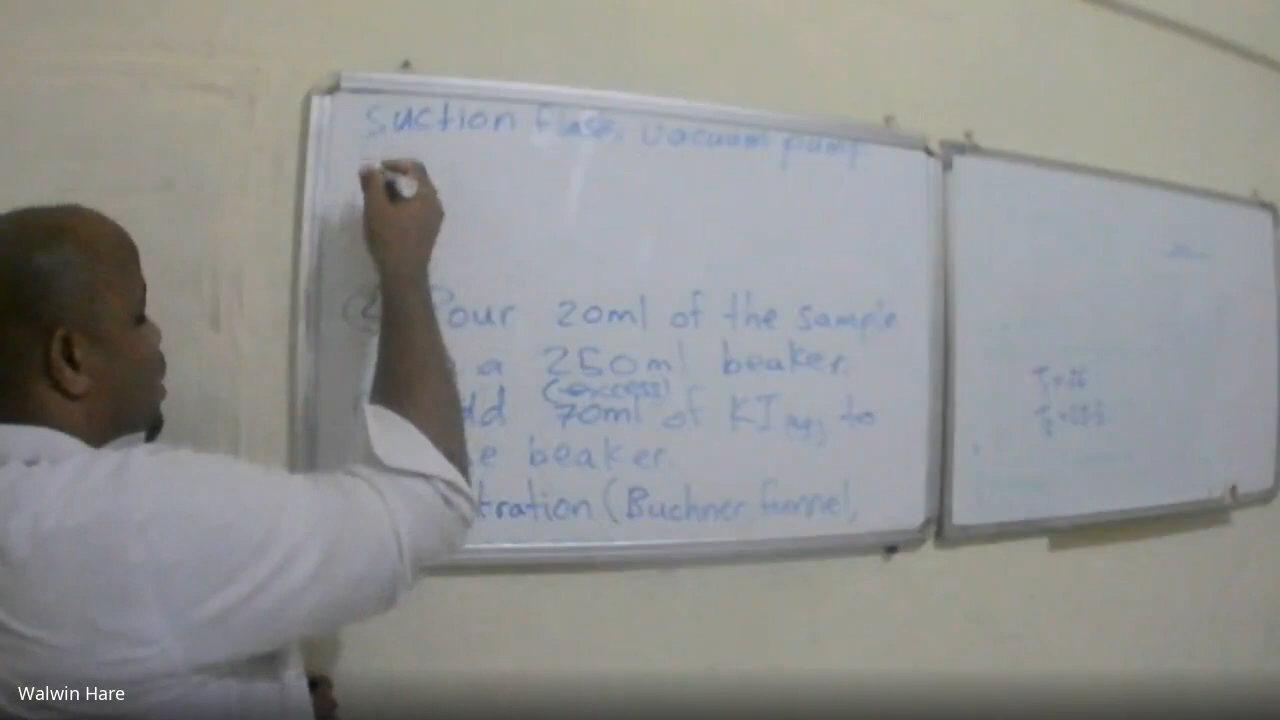 suction flask, vacuum pump
Pour 20ml of the sample
a 250ml beaker.
(excess)
dd 70ml of KI(aq) to
e beaker.
tration (Buchner funnel,
Walwin Hare